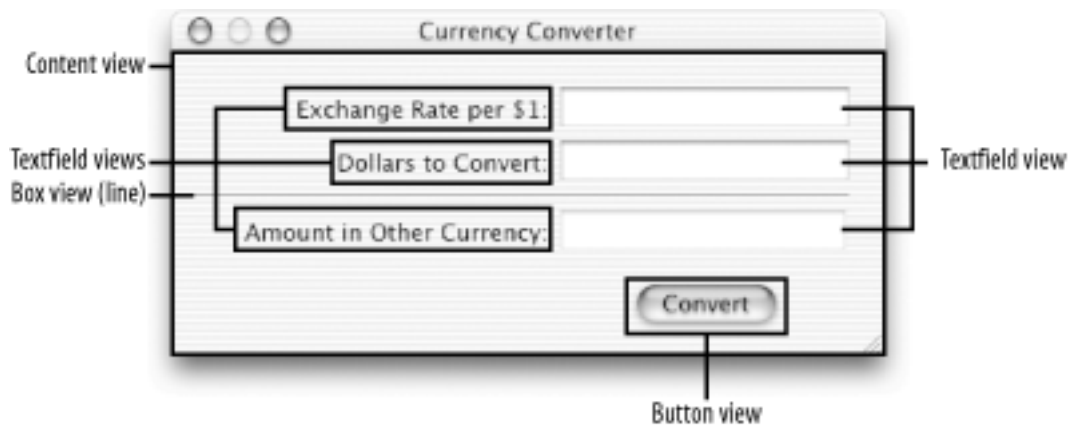 Currency Converter
Content view
Exchange Rate per $1:
Textfield views
Dollars to Convert:
Textfield view
Box view (line)
Amount in Other Currency:
Convert
Button view